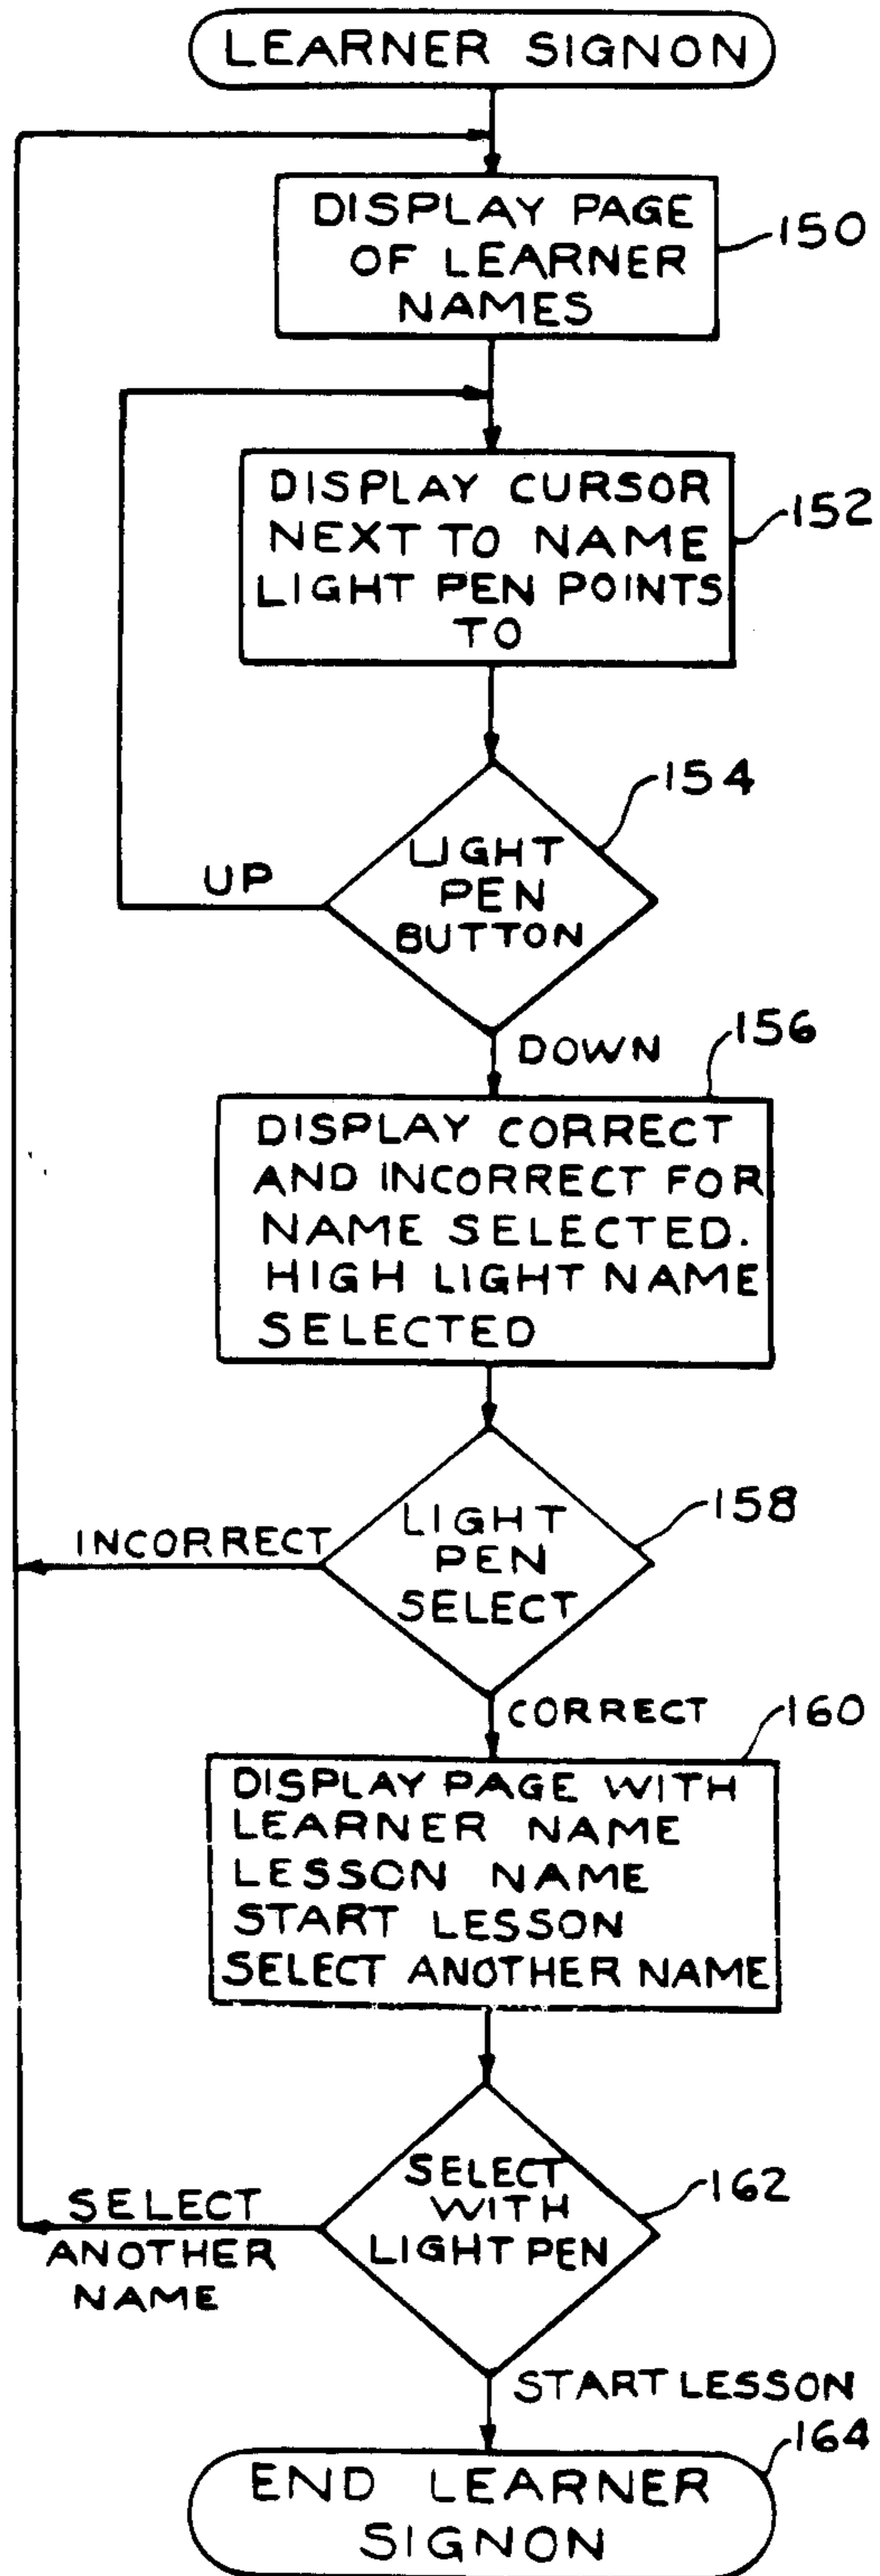 LEARNER SIGNON
DISPLAY PAGE
OF LEARNER
NAMES
150
DISPLAY CURSOR
NEXT TO NAME
LIGHT PEN POINTS
TO
152
154
LIGHT
PEN
BUTTON
UP
DOWN
156
DISPLAY CORRECT
AND INCORRECT FOR
NAME SELECTED.
HIGH LIGHT NAME
SELECTED
158
LIGHT
PEN
SELECT
INCORRECT
CORRECT
160
DISPLAY PAGE WITH
LEARNER NAME
LESSON NAME
START LESSON
SELECT ANOTHER NAME
162
SELECT
WITH
LIGHT PEN
SELECT
ANOTHER
NAME
START LESSON
164
END LEARNER
SIGNON